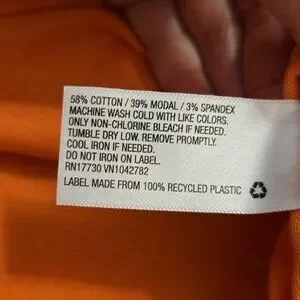 58% COTTON / 39% MODAL / 3% SPANDEX
MACHINE WASH COLD WITH LIKE COLORS.
ONLY NON-CHLORINE BLEACH IF NEEDED.
TUMBLE DRY LOW. REMOVE PROMPTLY.
COOL IRON IF NEEDED.
DO NOT IRON ON LABEL.
RN17730 VN1042782
LABEL MADE FROM 100% RECYCLED PLASTIC